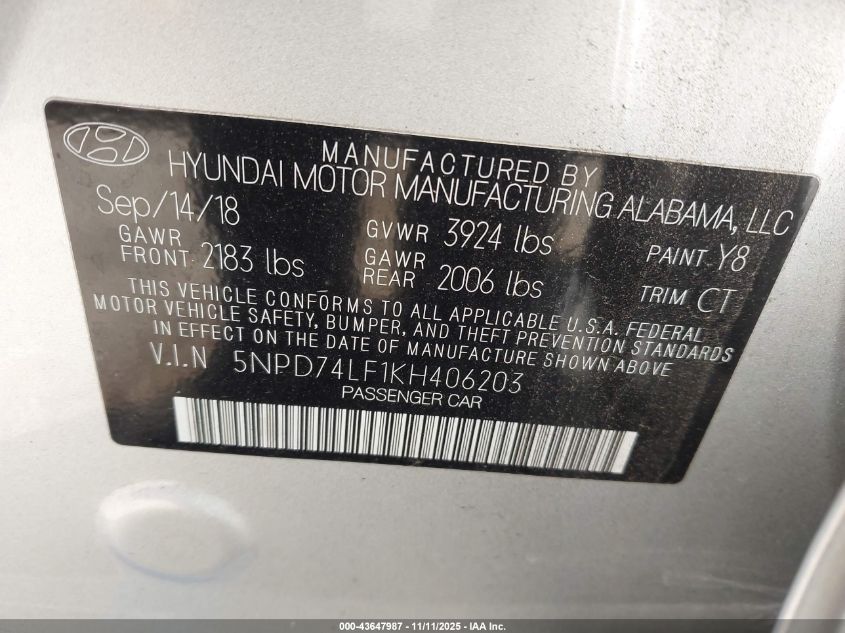 MANUFACTURED BY
HYUNDAI MOTOR MANUFACTURING ALABAMA, LLC
Sep/14/18
GVWR 3924 lbs
PAINT Y8
GAWR FRONT 2183 lbs
GAWR REAR 2006 lbs
TRIM CT
THIS VEHICLE CONFORMS TO ALL APPLICABLE U.S.A. FEDERAL
MOTOR VEHICLE SAFETY, BUMPER, AND THEFT PREVENTION STANDARDS
IN EFFECT ON THE DATE OF MANUFACTURE SHOWN ABOVE
V.I.N 5NPD74LF1KH406203
PASSENGER CAR
000-43647987 - 11/11/2025 - IAA Inc.